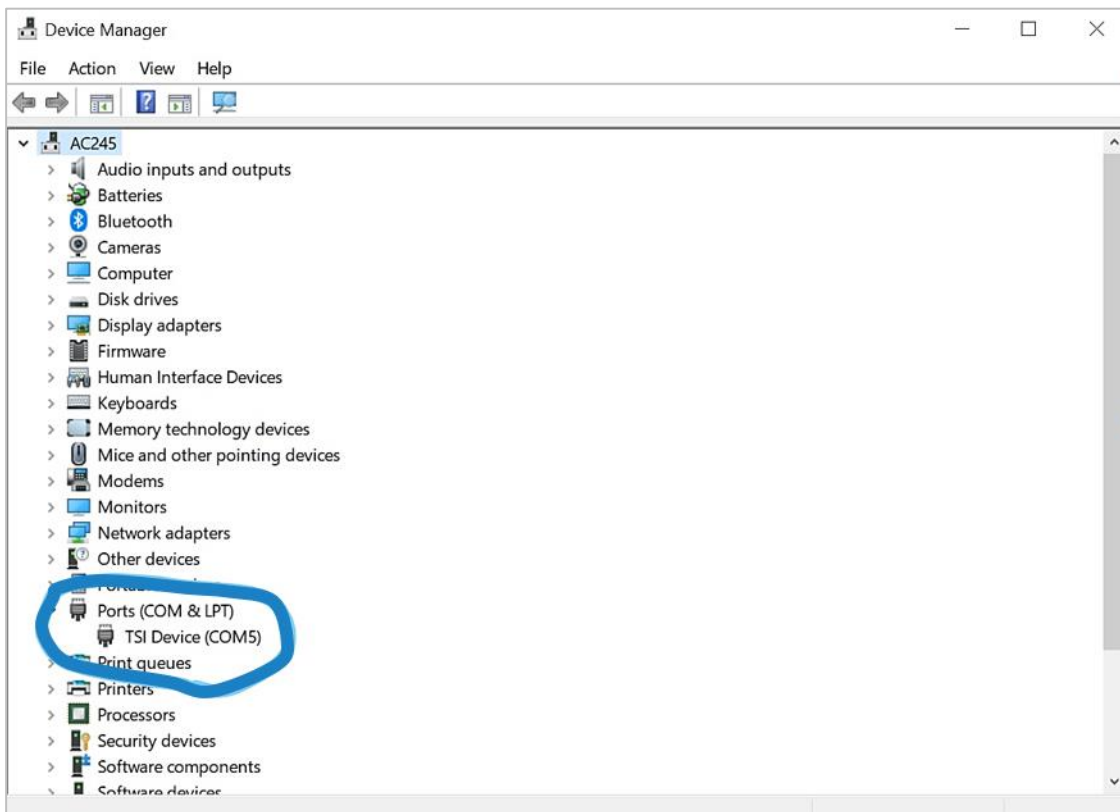 Device Manager
File Action View Help
AC245
Audio inputs and outputs
Batteries
Bluetooth
Cameras
Computer
Disk drives
Display adapters
Firmware
Human Interface Devices
Keyboards
Memory technology devices
Mice and other pointing devices
Modems
Monitors
Network adapters
Other devices
Ports (COM & LPT)
TSI Device (COM5)
Print queues
Printers
Processors
Security devices
Software components
Software devices